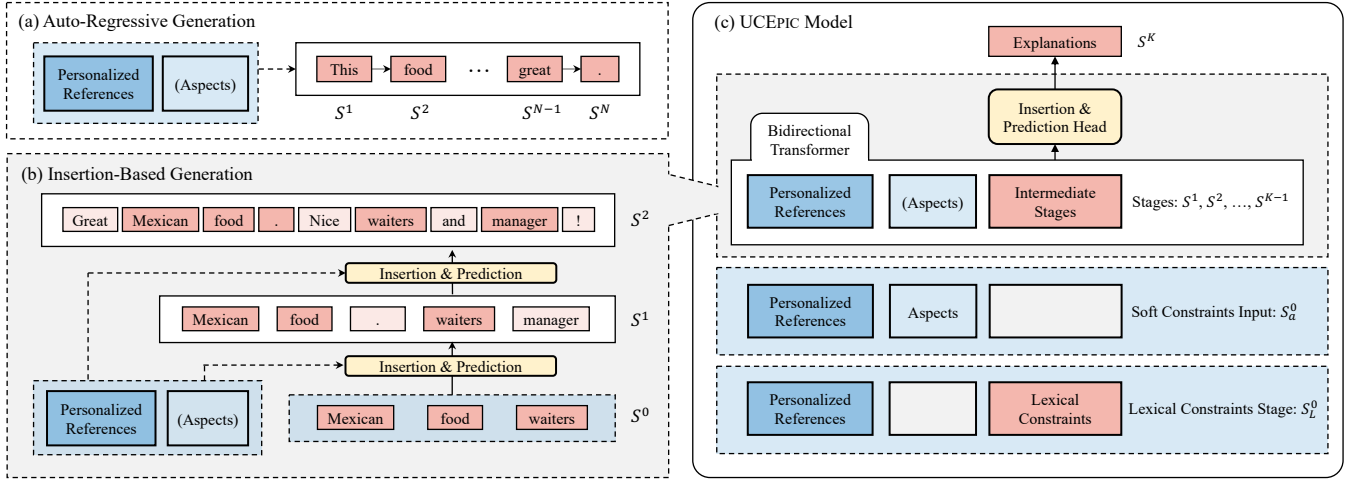 (a) Auto-Regressive Generation
Personalized
References
(Aspects)
This food ⋯ great .
S^1 S^2 S^{N−1} S^N
(b) Insertion-Based Generation
Great Mexican food . Nice waiters and manager !
S^2
Insertion & Prediction
Mexican food . waiters manager
S^1
Insertion & Prediction
Personalized
References
(Aspects)
Mexican food waiters
S^0
(c) UCEPIC Model
Explanations
S^K
Insertion &
Prediction Head
Bidirectional
Transformer
Personalized
References
(Aspects)
Intermediate
Stages
Stages: S^1, S^2, …, S^{K−1}
Personalized
References
Aspects
Soft Constraints Input: S_a^0
Personalized
References
Lexical
Constraints
Lexical Constraints Stage: S_L^0